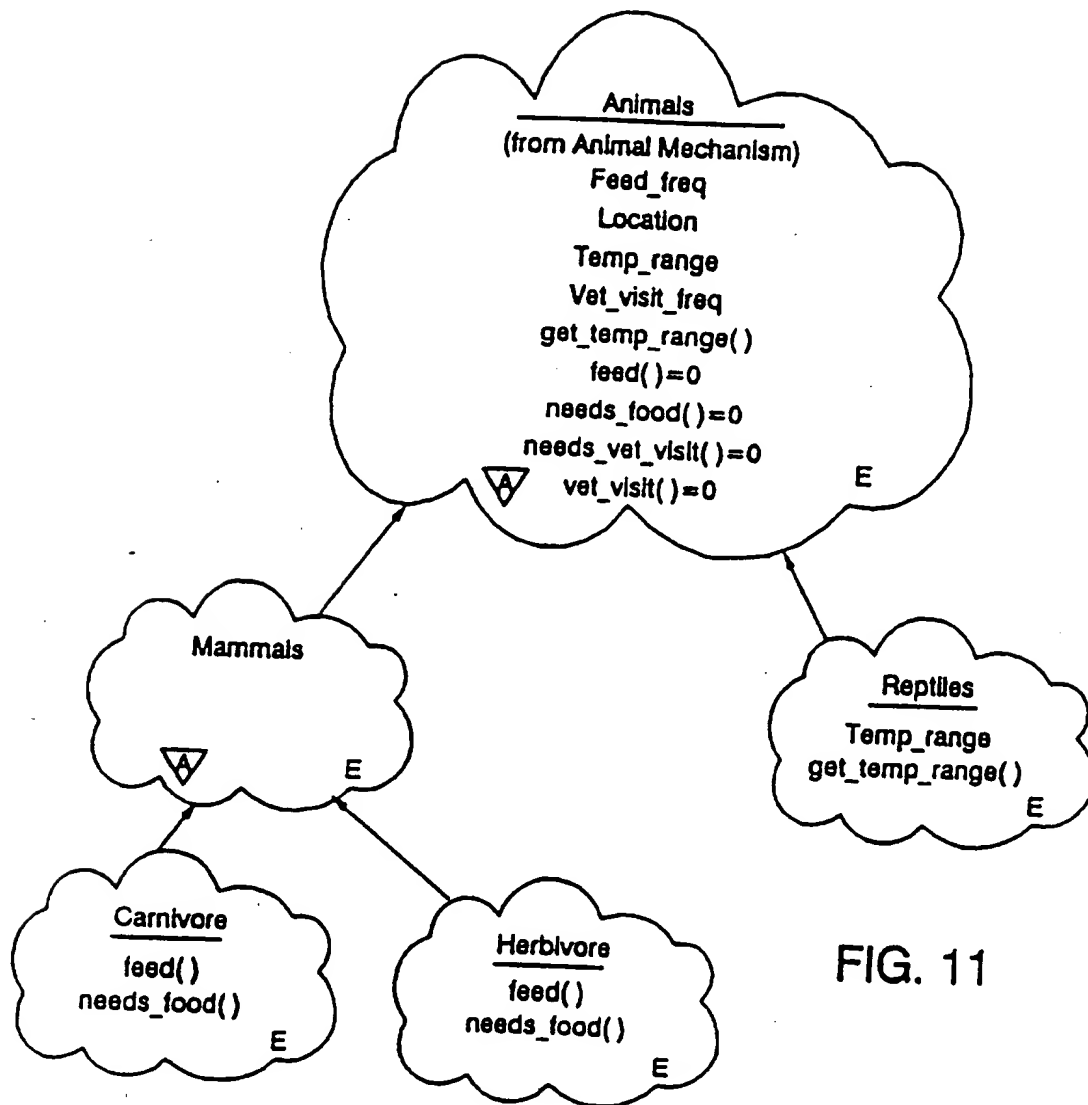 Animals
(from Animal Mechanism)
Feed_freq
Location
Temp_range
Vet_visit_freq
get_temp_range( )
feed( )=0
needs_food( )=0
needs_vet_visit( )=0
A
vet_visit( )=0
E
Mammals
A
E
Reptiles
Temp_range
get_temp_range( )
E
Carnivore
feed( )
needs_food( )
E
Herbivore
feed( )
needs_food( )
E
FIG. 11